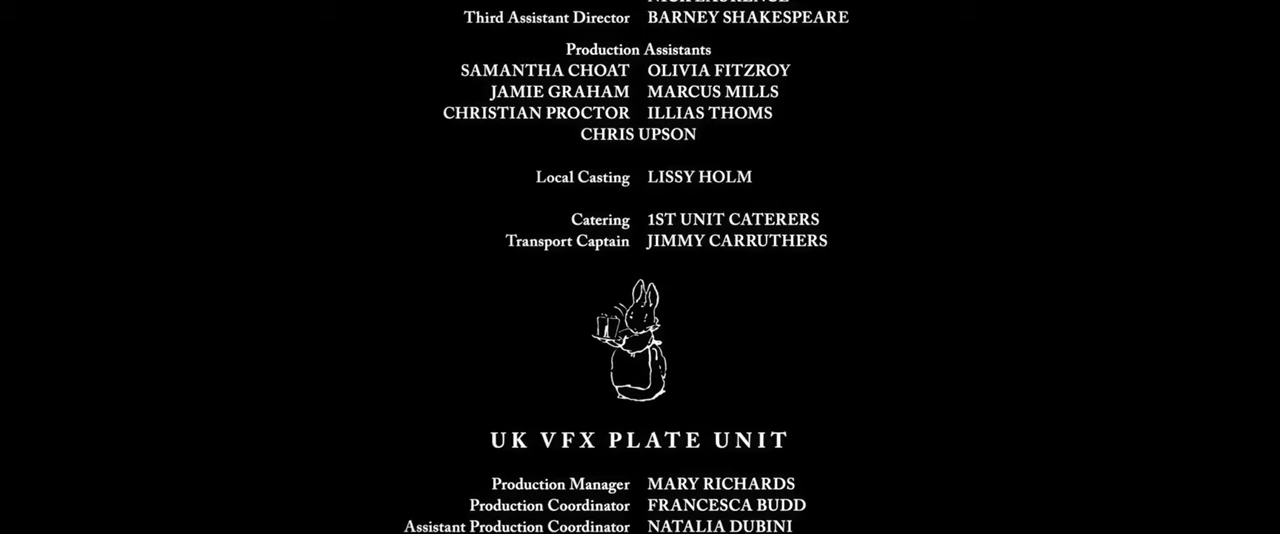 Third Assistant Director BARNEY SHAKESPEARE
Production Assistants
SAMANTHA CHOAT OLIVIA FITZROY
JAMIE GRAHAM MARCUS MILLS
CHRISTIAN PROCTOR ILLIAS THOMS
CHRIS UPSON
Local Casting LISSY HOLM
Catering 1ST UNIT CATERERS
Transport Captain JIMMY CARRUTHERS
UK VFX PLATE UNIT
Production Manager MARY RICHARDS
Production Coordinator FRANCESCA BUDD
Assistant Production Coordinator NATALIA DUBINI